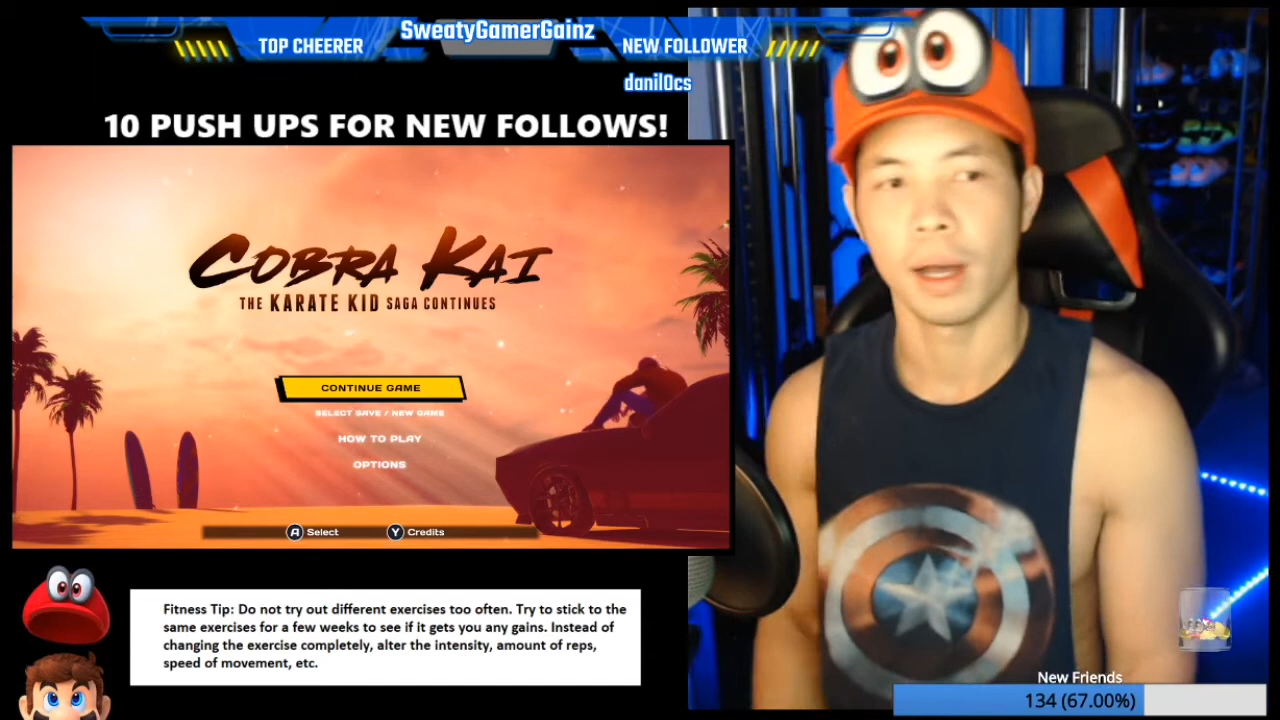 SweatyGamerGainz
TOP CHEERER
NEW FOLLOWER
danil0cs
10 PUSH UPS FOR NEW FOLLOWS!
COBRA KAI
THE KARATE KID SAGA CONTINUES
CONTINUE GAME
SELECT SAVE / NEW GAME
HOW TO PLAY
OPTIONS
A Select
Y Credits
Fitness Tip: Do not try out different exercises too often. Try to stick to the
same exercises for a few weeks to see if it gets you any gains. Instead of
changing the exercise completely, alter the intensity, amount of reps,
speed of movement, etc.
New Friends
134 (67.00%)